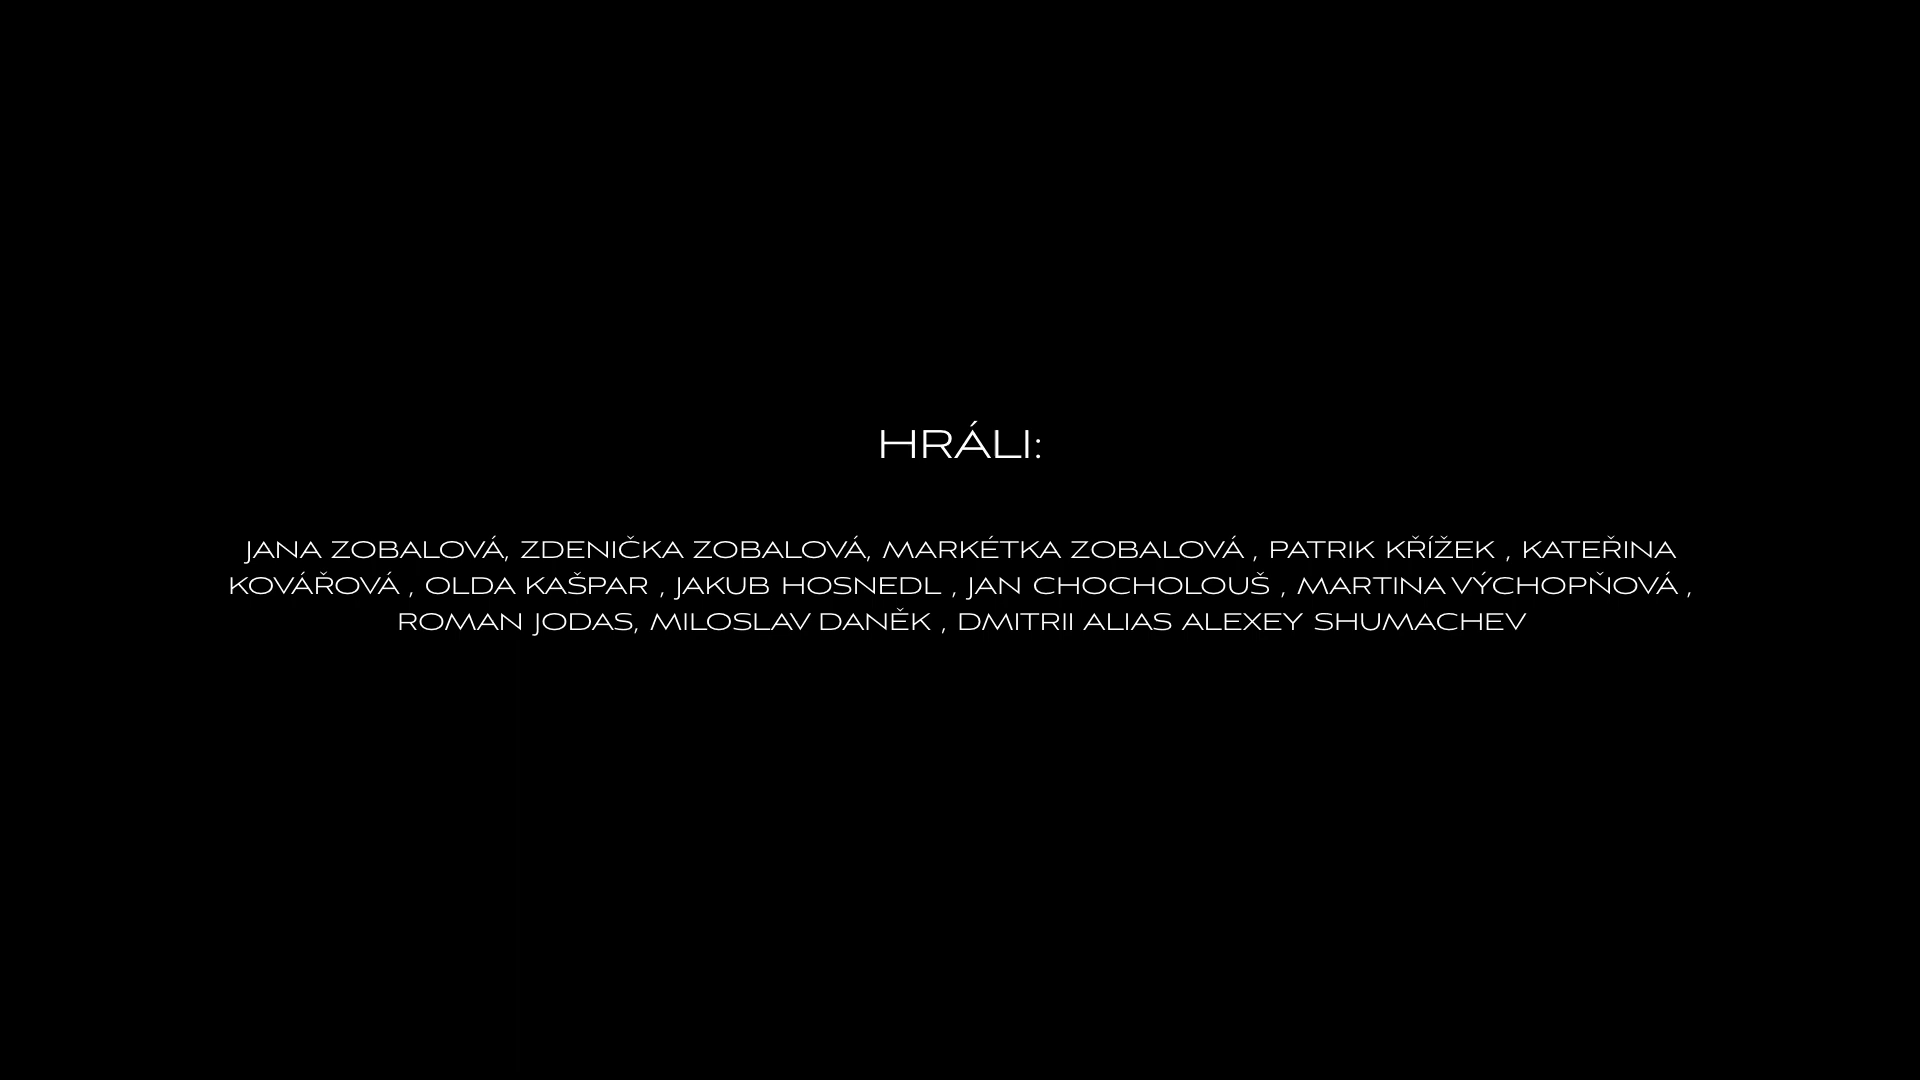 HRÁLI:
JANA ZOBALOVÁ, ZDENIČKA ZOBALOVÁ, MARKÉTKA ZOBALOVÁ , PATRIK KŘÍŽEK , KATEŘINA
KOVÁŘOVÁ , OLDA KAŠPAR , JAKUB HOSNEDL , JAN CHOCHOLOUŠ , MARTINA VÝCHOPŇOVÁ ,
ROMAN JODAS, MILOSLAV DANĚK , DMITRII ALIAS ALEXEY SHUMACHEV